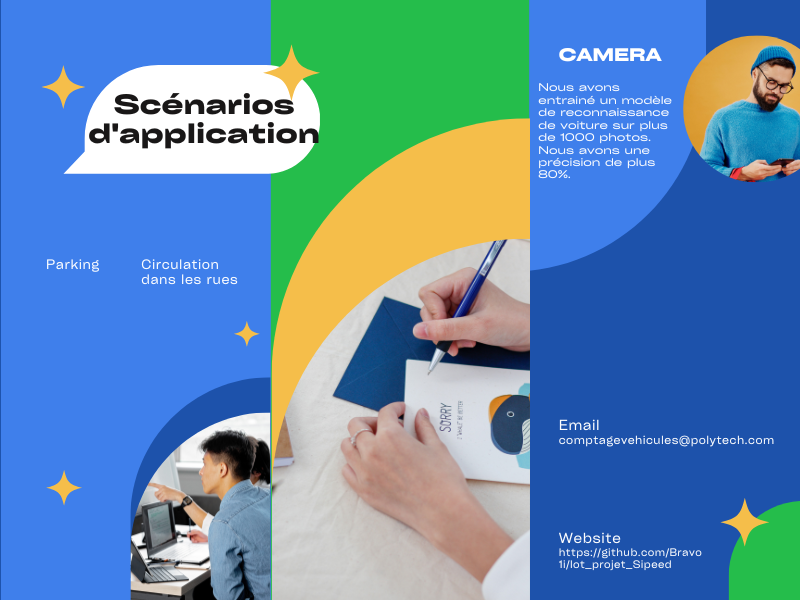 Scénarios
d'application
Parking
Circulation
dans les rues
SORRY
CAMERA
Nous avons
entrainé un modèle
de reconnaissance
de voiture sur plus
de 1000 photos.
Nous avons une
précision de plus
80%.
Email
comptagevehicules@polytech.com
Website
https://github.com/Bravo
1i/Iot_projet_Sipeed